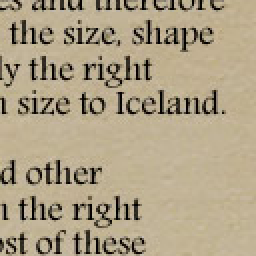 es and therefore
the size, shape
ly the right
n size to Iceland.
d other
n the right
ost of these